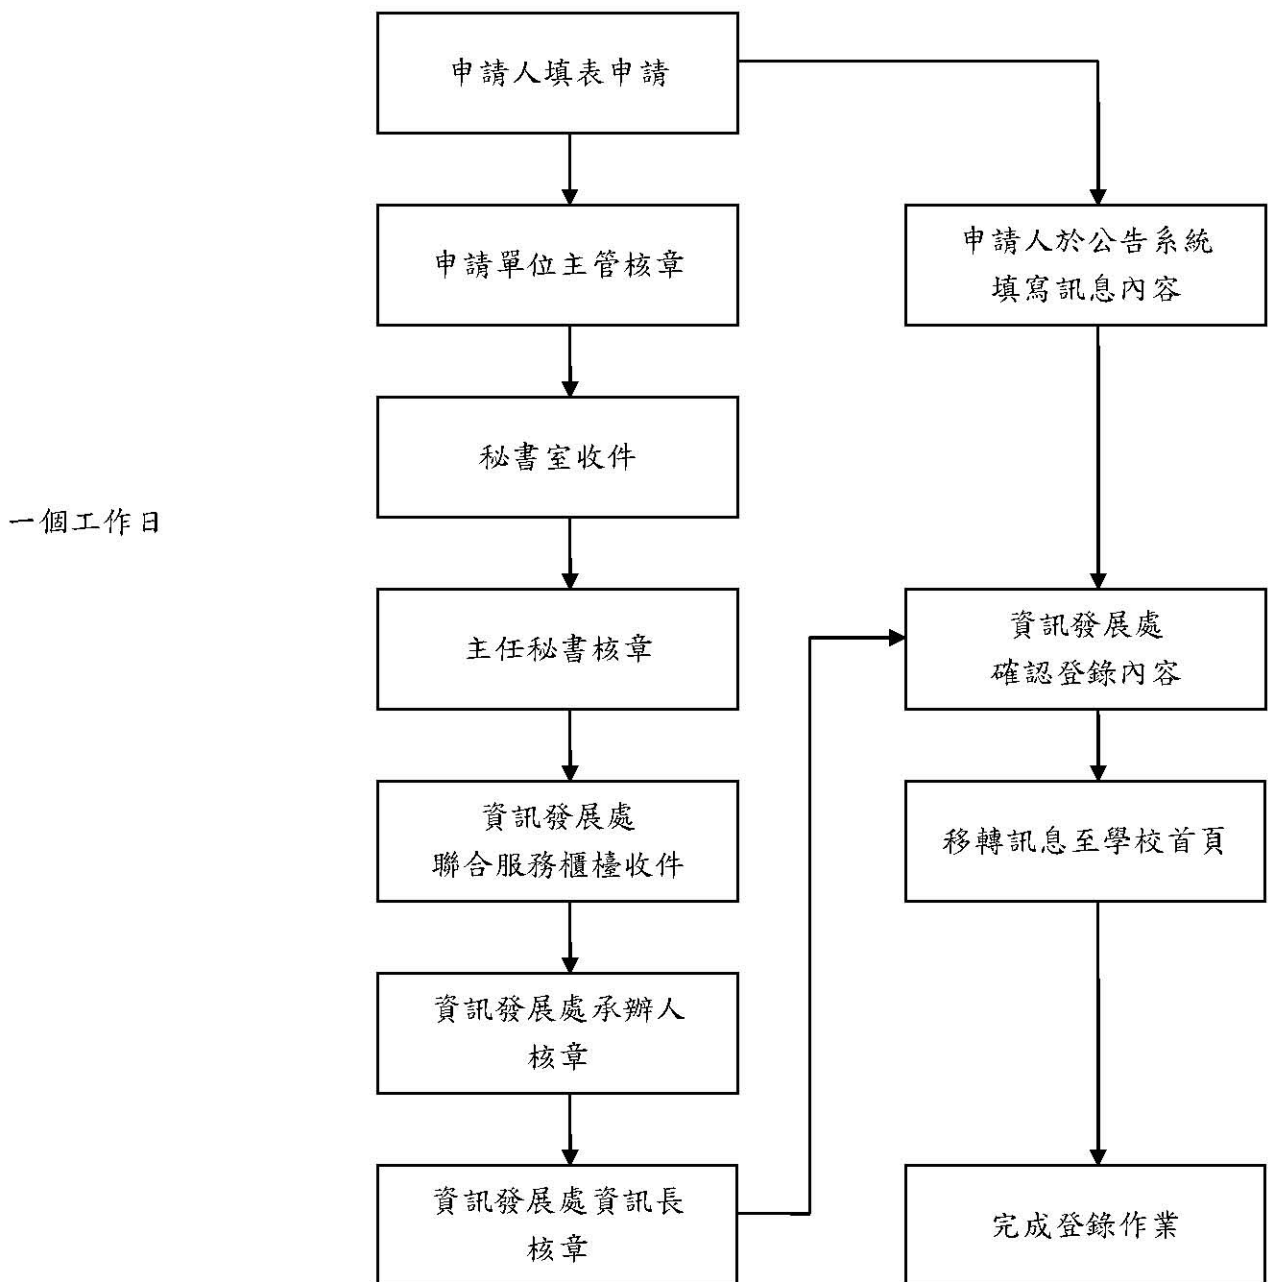 申請人填表申請
申請單位主管核章
申請人於公告系統
填寫訊息內容
秘書室收件
一個工作日
主任秘書核章
資訊發展處
確認登錄內容
資訊發展處
聯合服務櫃檯收件
移轉訊息至學校首頁
資訊發展處承辦人
核章
資訊發展處資訊長
核章
完成登錄作業